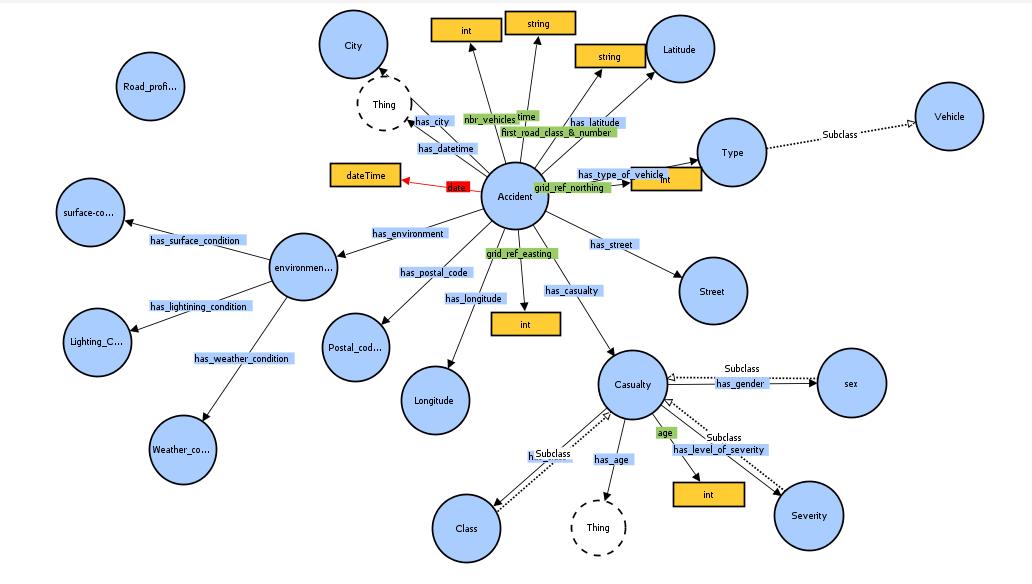 City
int
string
string
Latitude
Road_profi...
Thing
Vehicle
nbr_vehicles
time
has_city
has_latitude
first_road_class_&_number
Subclass
has_datetime
Type
dateTime
has_type_of_vehicle
int
date
grid_ref_northing
Accident
surface-co...
has_environment
has_surface_condition
has_street
grid_ref_easting
environmen...
has_postal_code
has_longitude
has_casualty
Street
has_lightining_condition
int
Lighting_C...
Postal_cod...
has_weather_condition
Subclass
Casualty
has_gender
sex
Longitude
age
Subclass
Weather_co...
Subclass
has_age
has_level_of_severity
int
Class
Thing
Severity